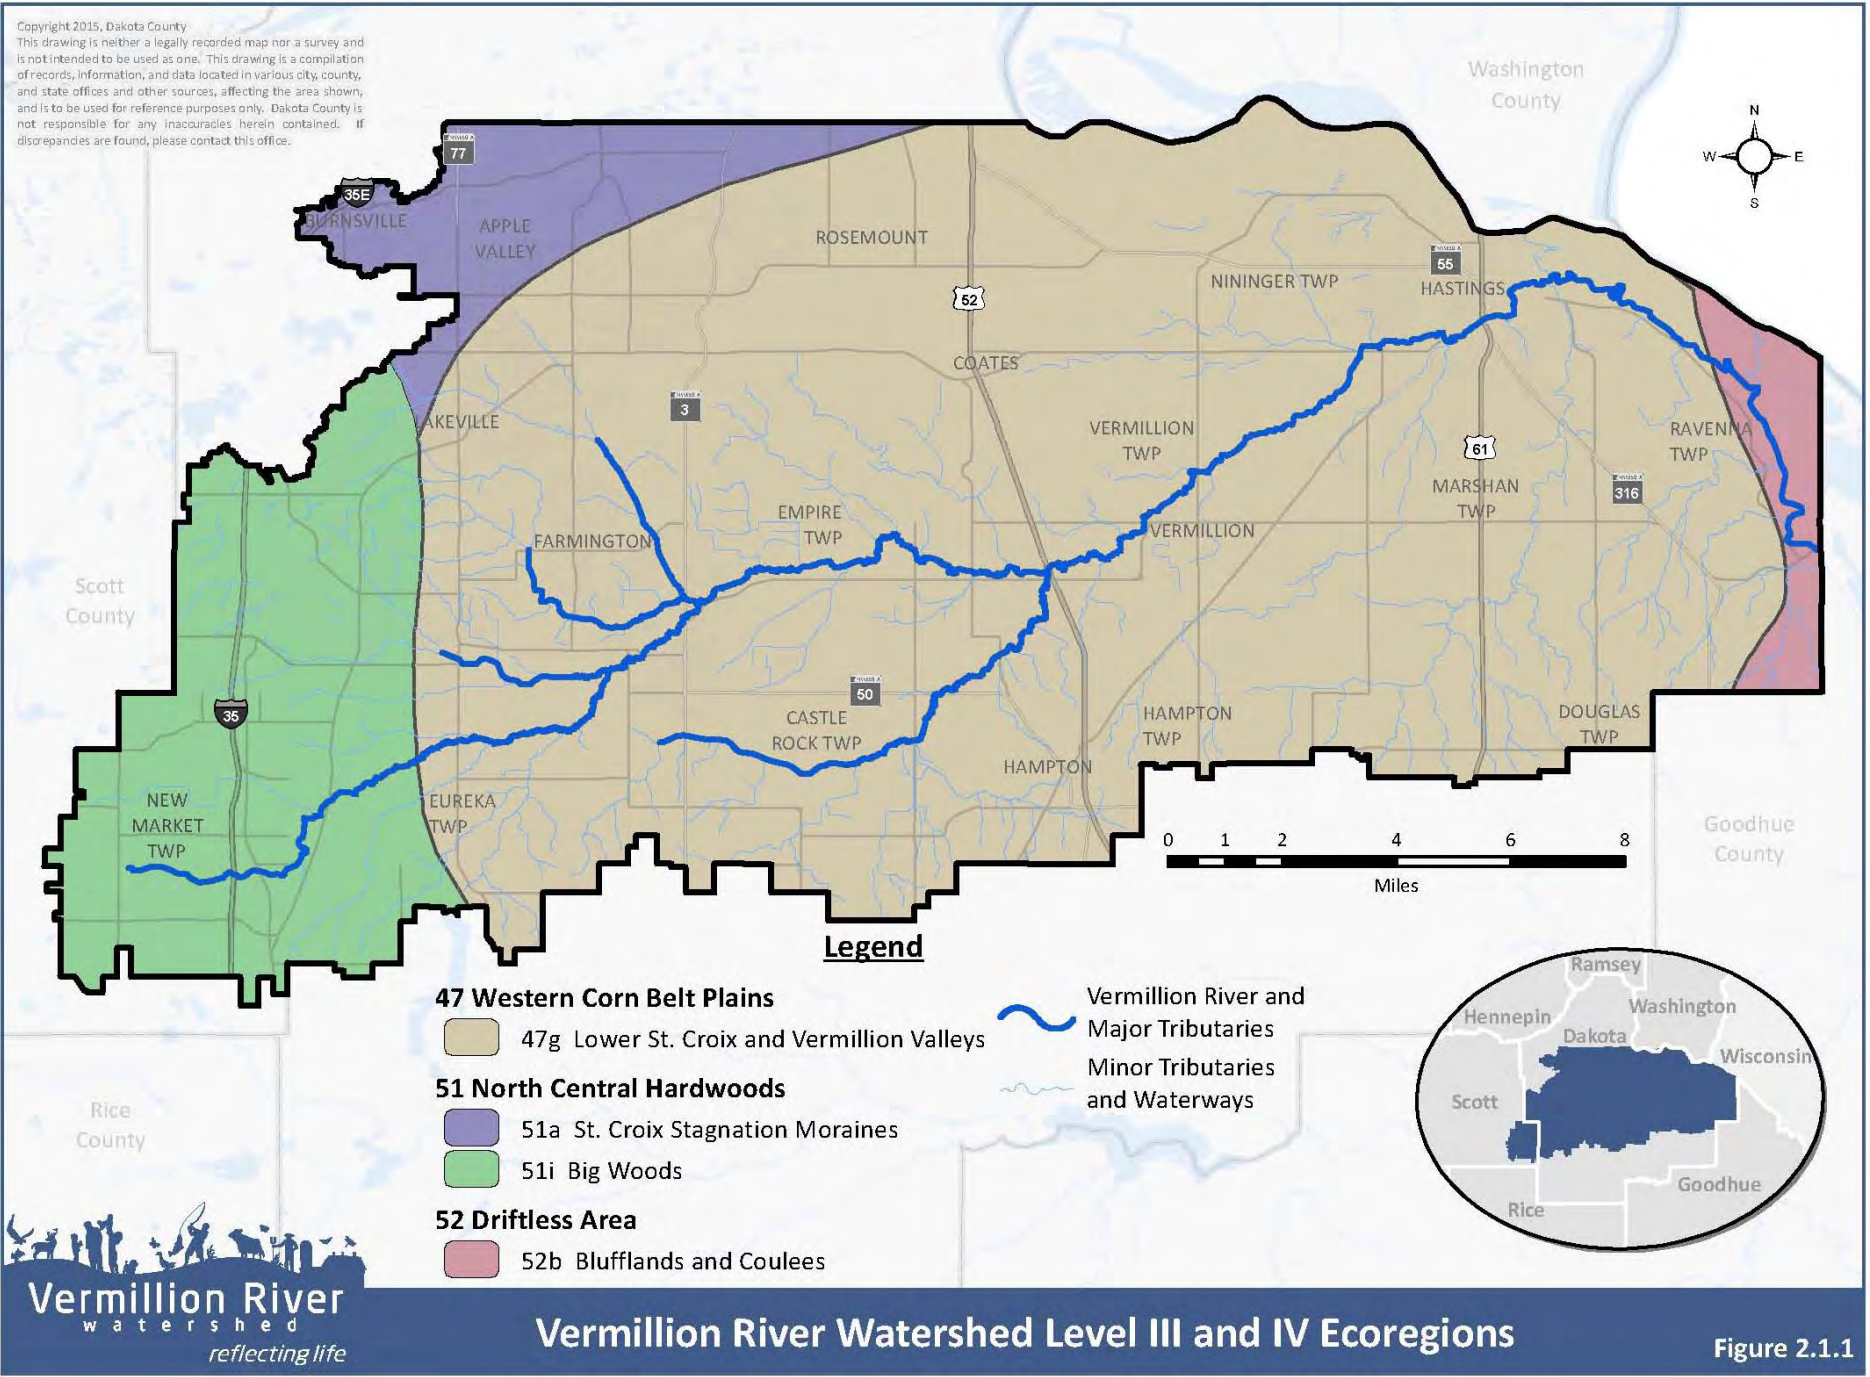 Copyright 2015, Dakota County
This drawing is neither a legally recorded map nor a survey and
is not intended to be used as one. This drawing is a compilation
of records, information, and data located in various city, county,
and state offices and other sources, affecting the area shown,
and is to be used for reference purposes only. Dakota County is
not responsible for any inaccuracies herein contained. If
discrepancies are found, please contact this office.
Washington
County
N
W E
S
77
35E
BURNSVILLE
APPLE
VALLEY
ROSEMOUNT
52
NININGER TWP
55
HASTINGS
COATES
3
AKEVILLE
VERMILLION
TWP
61
RAVENNA
TWP
MARSHAN
TWP
316
EMPIRE
TWP
FARMINGTON
VERMILLION
Scott
County
35
50
CASTLE
ROCK TWP
HAMPTON
TWP
DOUGLAS
TWP
HAMPTON
NEW
MARKET
TWP
EUREKA
TWP
0 1 2 4 6 8
Miles
Goodhue
County
Rice
County
Legend
47 Western Corn Belt Plains
47g Lower St. Croix and Vermillion Valleys
51 North Central Hardwoods
51a St. Croix Stagnation Moraines
51i Big Woods
52 Driftless Area
52b Blufflands and Coulees
Vermillion River and
Major Tributaries
Minor Tributaries
and Waterways
Ramsey
Hennepin
Washington
Dakota
Wisconsin
Scott
Goodhue
Rice
Vermillion River
watershed
reflecting life
Vermillion River Watershed Level III and IV Ecoregions
Figure 2.1.1